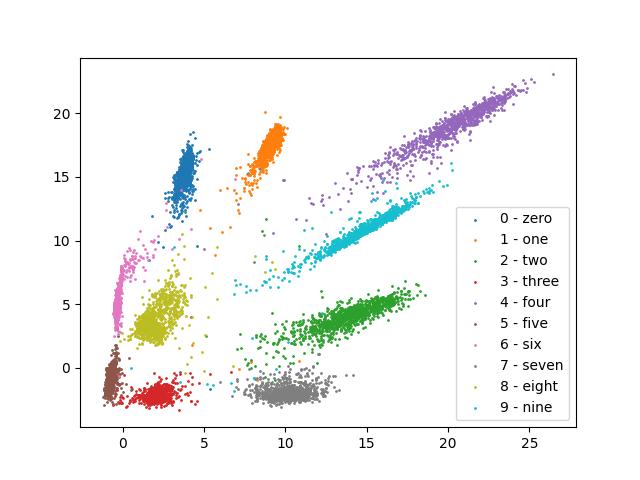 20
15
10
5
0
0 - zero
1 - one
2 - two
3 - three
4 - four
5 - five
6 - six
7 - seven
8 - eight
9 - nine
0 5 10 15 20 25